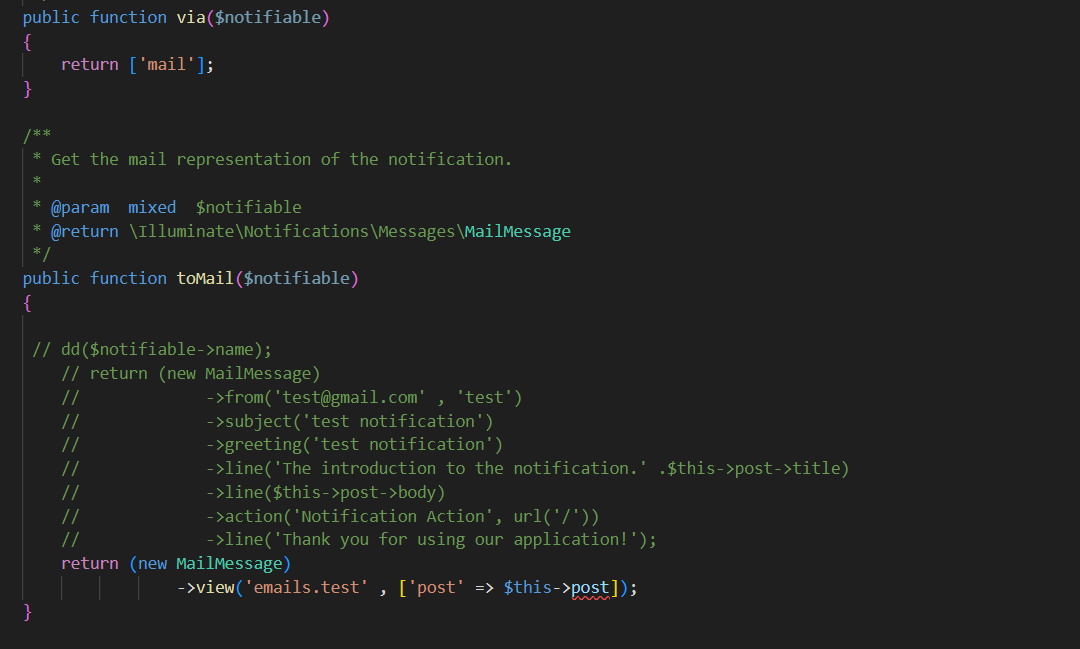 public function via($notifiable)
{
    return ['mail'];
}
/**
 * Get the mail representation of the notification.
 *
 * @param  mixed  $notifiable
 * @return \Illuminate\Notifications\Messages\MailMessage
 */
public function toMail($notifiable)
{
 // dd($notifiable->name);
    // return (new MailMessage)
    //             ->from('test@gmail.com' , 'test')
    //             ->subject('test notification')
    //             ->greeting('test notification')
    //             ->line('The introduction to the notification.' .$this->post->title)
    //             ->line($this->post->body)
    //             ->action('Notification Action', url('/'))
    //             ->line('Thank you for using our application!');
    return (new MailMessage)
                ->view('emails.test' , ['post' => $this->post]);
}